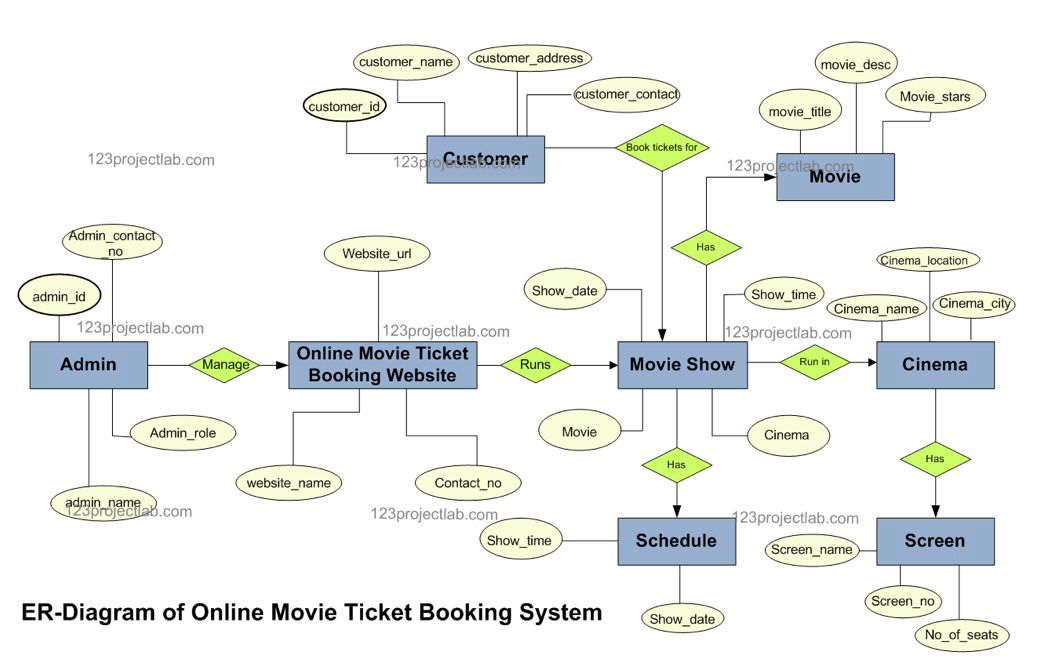 customer_name
customer_address
movie_desc
customer_id
customer_contact
movie_title
Movie_stars
123projectlab.com
Customer
123projectlab.com
Book tickets for
Movie
123projectlab.com
Admin_contact
_no
Website_url
Has
Cinema_location
admin_id
Show_date
Show_time
Cinema_name
Cinema_city
123projectlab.com
123projectlab.com
123projectlab.com
Admin
Manage
Online Movie Ticket
Booking Website
Runs
Movie Show
Run in
Cinema
Admin_role
Movie
Cinema
Has
Has
website_name
Contact_no
admin_name
123projectlab.com
123projectlab.com
123projectlab.com
Show_time
Schedule
Screen_name
Screen
Screen_no
Show_date
No_of_seats
ER-Diagram of Online Movie Ticket Booking System